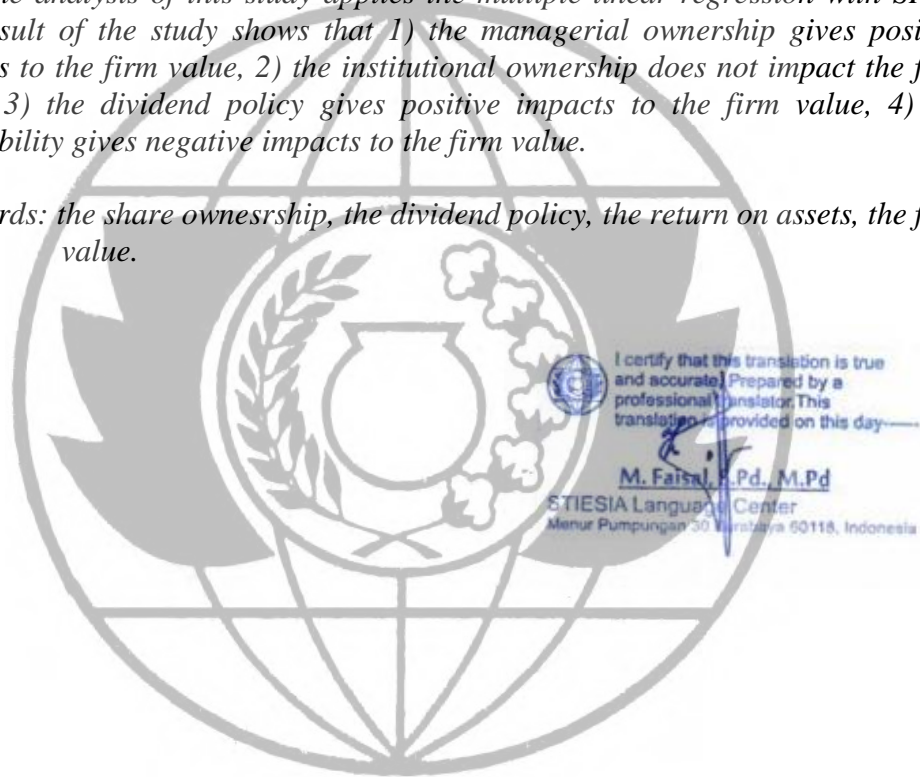 analysis of this study applies the multiple linear regression with
sult of the study shows that 1) the managerial ownership gives posi
s to the firm value, 2) the institutional ownership does not impact the f
3) the dividend policy gives positive impacts to the firm value, 4)
bility gives negative impacts to the firm value.
rds: the share ownesrship, the dividend policy, the return on assets, the f
value.
I certify that this translation is true
and accurate. Prepared by a
professional translator. This
translation is provided on this day
M. Faisal, S.Pd., M.Pd
STIESIA Language Center
Menur Pumpungan 30 Surabaya 60118, Indonesia